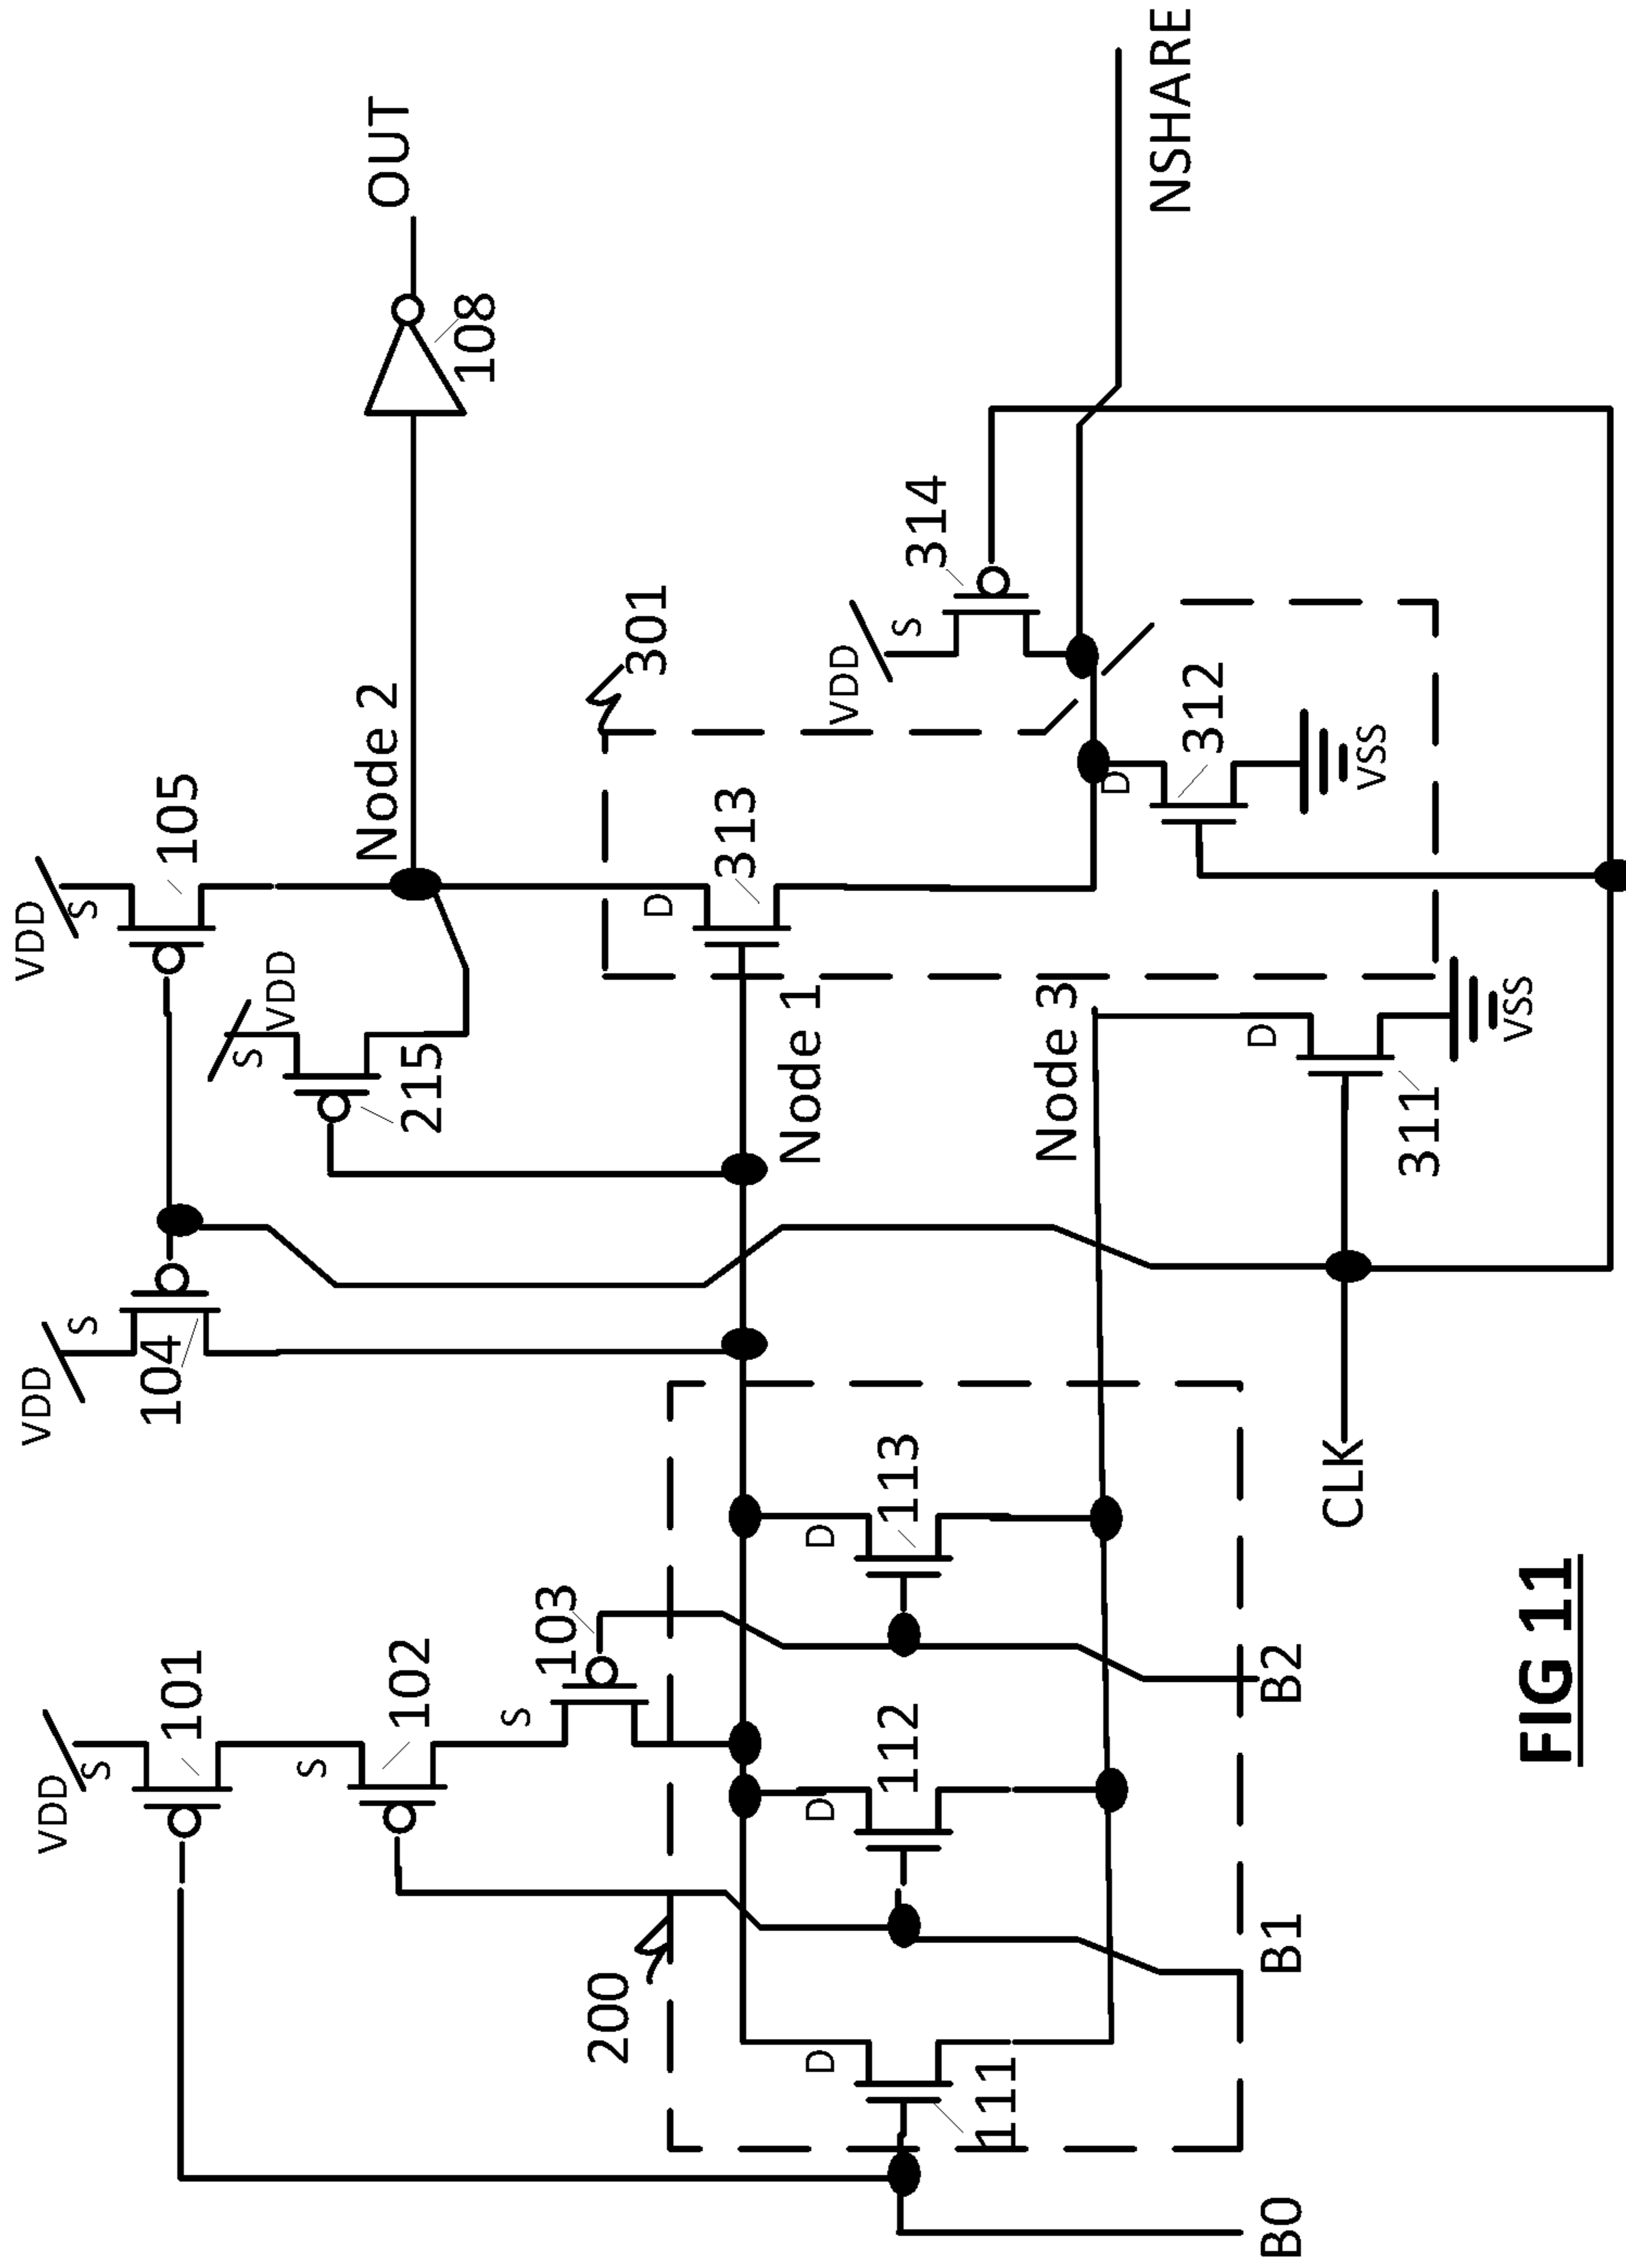 VDD
VDD
VDD
S
S
S
101
104
105
VDD
S
S
102
215
Node 2
OUT
108
S
103
200
301
D
313
Node 1
VDD
S
314
D
D
D
112
113
111
Node 3
D
312
NSHARE
D
B0
B1
B2
CLK
VSS
311
VSS
FIG 11